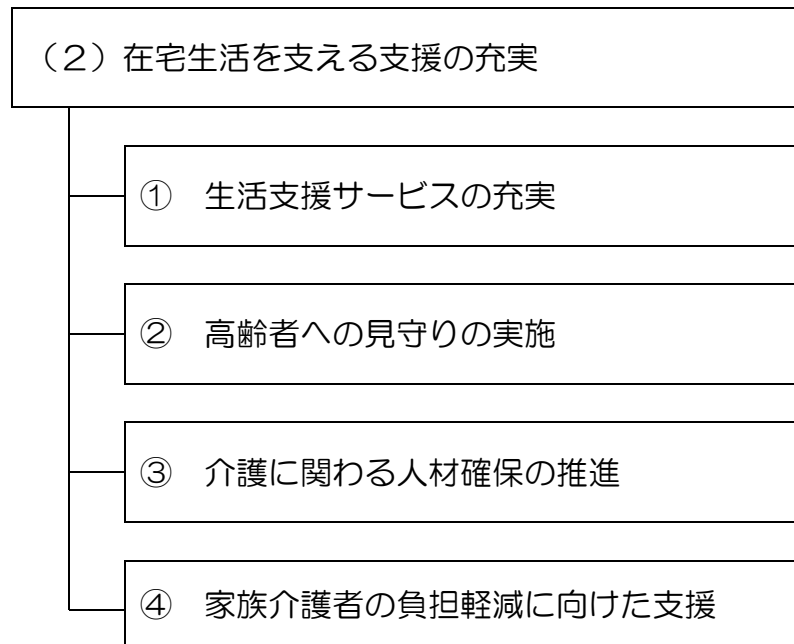 （2）在宅生活を支える支援の充実
①　生活支援サービスの充実
②　高齢者への見守りの実施
③　介護に関わる人材確保の推進
④　家族介護者の負担軽減に向けた支援